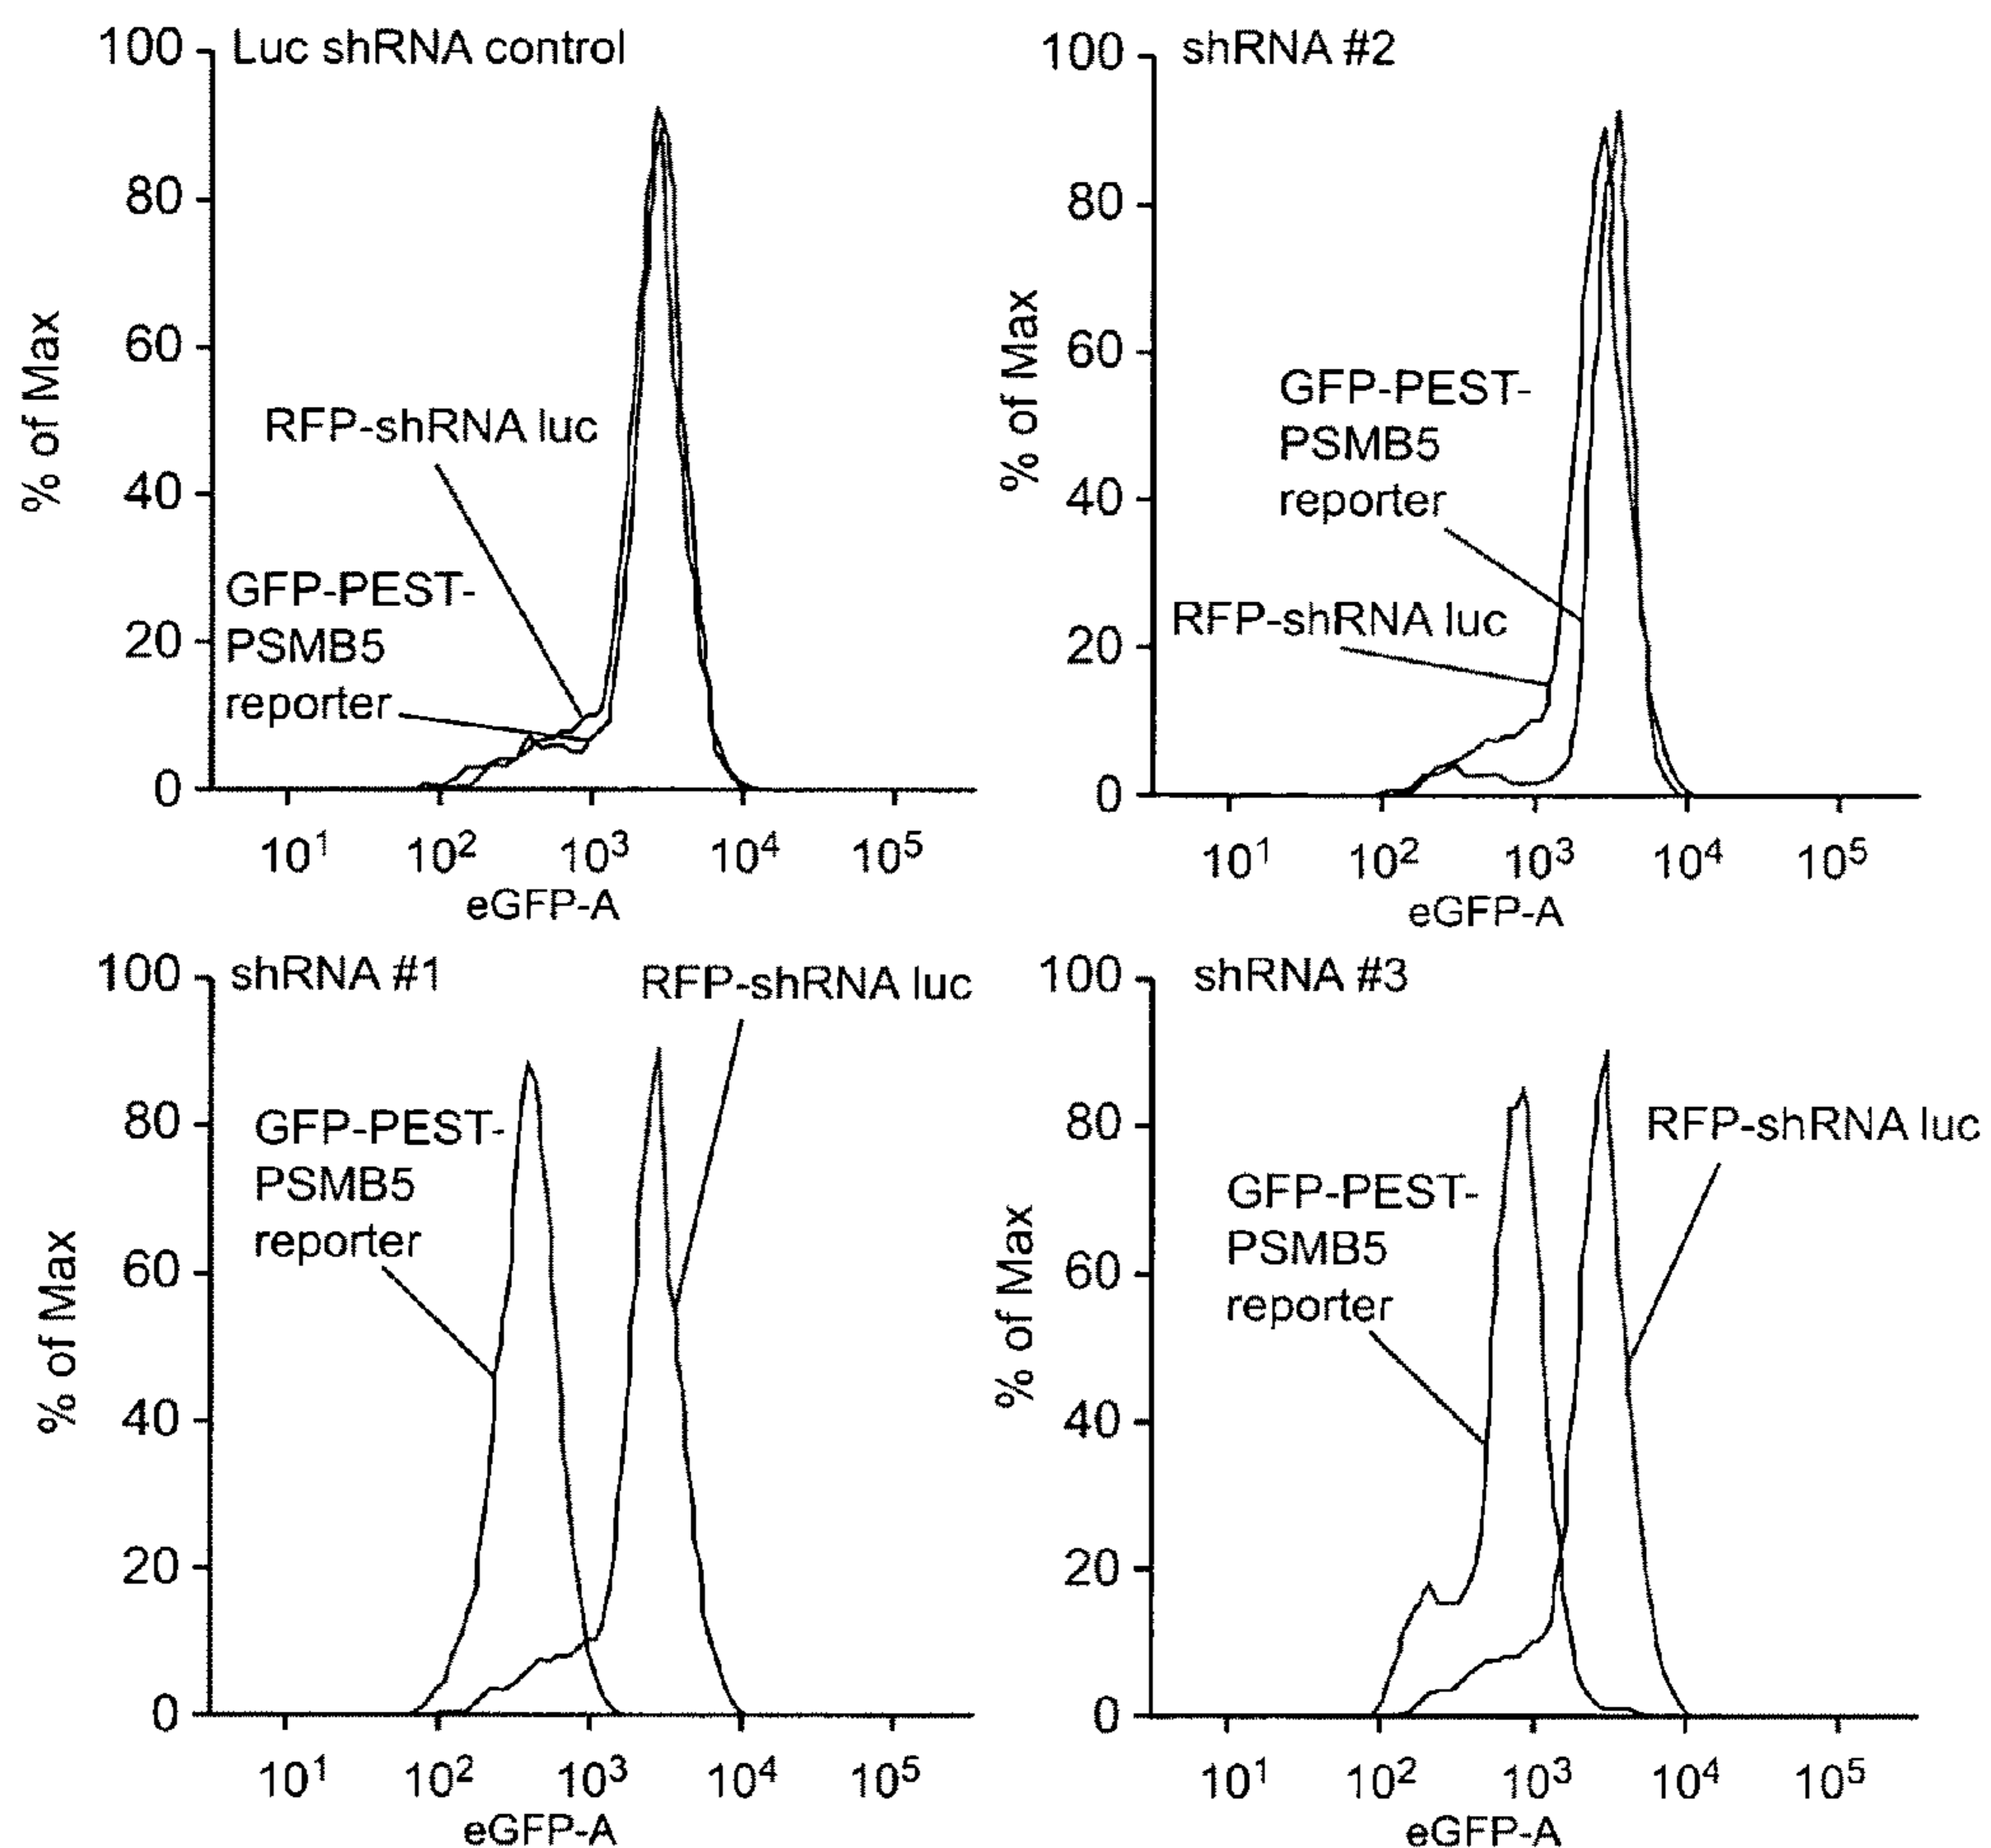 Luc shRNA control
% of Max
100
80
60
40
20
0
RFP-shRNA luc
GFP-PEST-
PSMB5
reporter
10¹ 10² 10³ 10⁴ 10⁵
eGFP-A
shRNA #2
% of Max
100
80
60
40
20
0
GFP-PEST-
PSMB5
reporter
RFP-shRNA luc
10¹ 10² 10³ 10⁴ 10⁵
eGFP-A
shRNA #1
% of Max
100
80
60
40
20
0
RFP-shRNA luc
GFP-PEST-
PSMB5
reporter
10¹ 10² 10³ 10⁴ 10⁵
eGFP-A
shRNA #3
% of Max
100
80
60
40
20
0
RFP-shRNA luc
GFP-PEST-
PSMB5
reporter
10¹ 10² 10³ 10⁴ 10⁵
eGFP-A